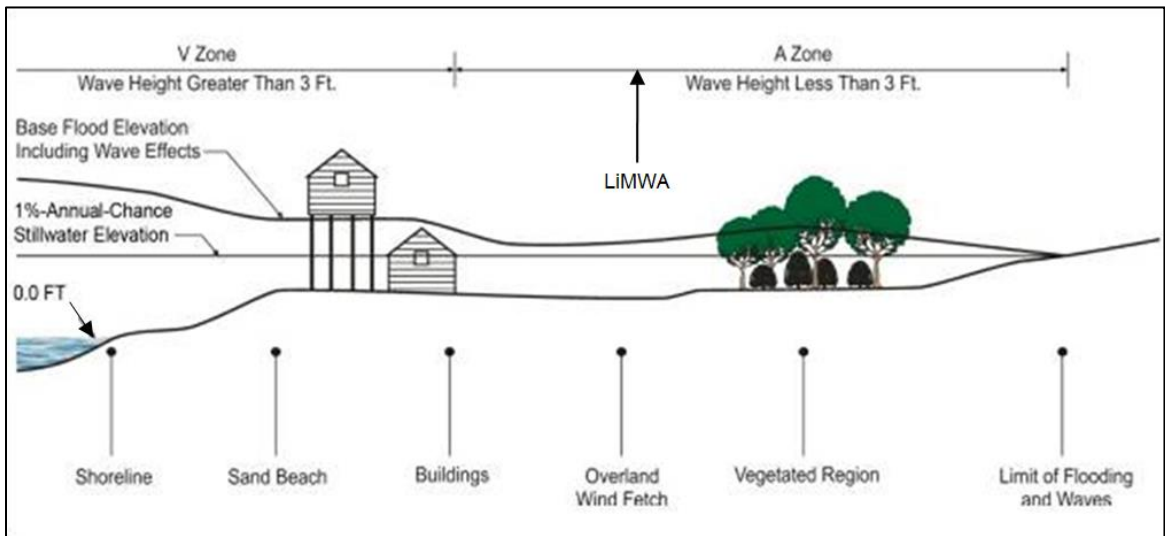 V Zone
Wave Height Greater Than 3 Ft.
A Zone
Wave Height Less Than 3 Ft.
Base Flood Elevation
Including Wave Effects
LiMWA
1%-Annual-Chance
Stillwater Elevation
0.0 FT
Shoreline
Sand Beach
Buildings
Overland
Wind Fetch
Vegetated Region
Limit of Flooding
and Waves